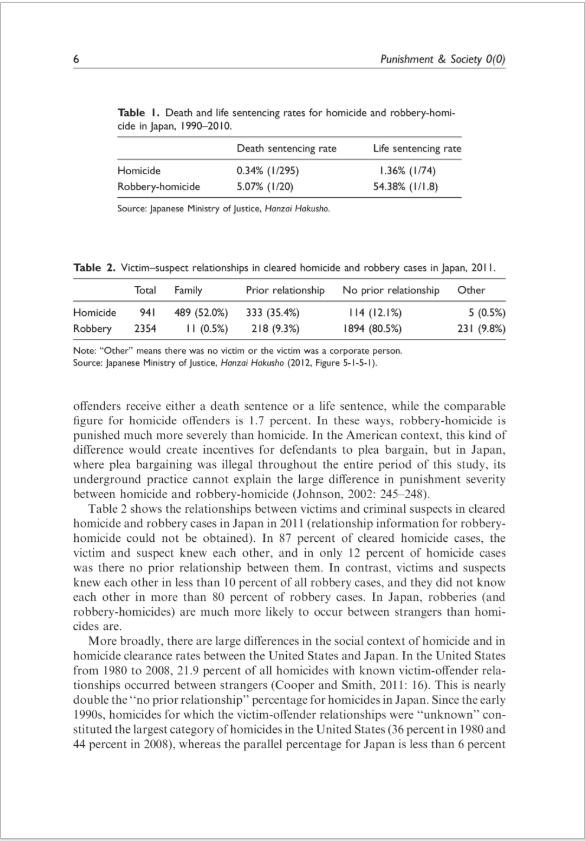 6
Punishment & Society 0(0)
Table 1. Death and life sentencing rates for homicide and robbery-homi-
cide in Japan, 1990–2010.
Death sentencing rate Life sentencing rate
Homicide 0.34% (1/295) 1.36% (1/74)
Robbery-homicide 5.07% (1/20) 54.38% (1/1.8)
Source: Japanese Ministry of Justice, Hanzai Hakusho.
Table 2. Victim–suspect relationships in cleared homicide and robbery cases in Japan, 2011.
Total Family Prior relationship No prior relationship Other
Homicide 941 489 (52.0%) 333 (35.4%) 114 (12.1%) 5 (0.5%)
Robbery 2354 11 (0.5%) 218 (9.3%) 1894 (80.5%) 231 (9.8%)
Note: “Other” means there was no victim or the victim was a corporate person.
Source: Japanese Ministry of Justice, Hanzai Hakusho (2012, Figure 5-1-5-1).
offenders receive either a death sentence or a life sentence, while the comparable
figure for homicide offenders is 1.7 percent. In these ways, robbery-homicide is
punished much more severely than homicide. In the American context, this kind of
difference would create incentives for defendants to plea bargain, but in Japan,
where plea bargaining was illegal throughout the entire period of this study, its
underground practice cannot explain the large difference in punishment severity
between homicide and robbery-homicide (Johnson, 2002: 245–248).
Table 2 shows the relationships between victims and criminal suspects in cleared
homicide and robbery cases in Japan in 2011 (relationship information for robbery-
homicide could not be obtained). In 87 percent of cleared homicide cases, the
victim and suspect knew each other, and in only 12 percent of homicide cases
was there no prior relationship between them. In contrast, victims and suspects
knew each other in less than 10 percent of all robbery cases, and they did not know
each other in more than 80 percent of robbery cases. In Japan, robberies (and
robbery-homicides) are much more likely to occur between strangers than homi-
cides are.
More broadly, there are large differences in the social context of homicide and in
homicide clearance rates between the United States and Japan. In the United States
from 1980 to 2008, 21.9 percent of all homicides with known victim-offender rela-
tionships occurred between strangers (Cooper and Smith, 2011: 16). This is nearly
double the ‘‘no prior relationship’’ percentage for homicides in Japan. Since the early
1990s, homicides for which the victim-offender relationships were ‘‘unknown’’ con-
stituted the largest category of homicides in the United States (36 percent in 1980 and
44 percent in 2008), whereas the parallel percentage for Japan is less than 6 percent